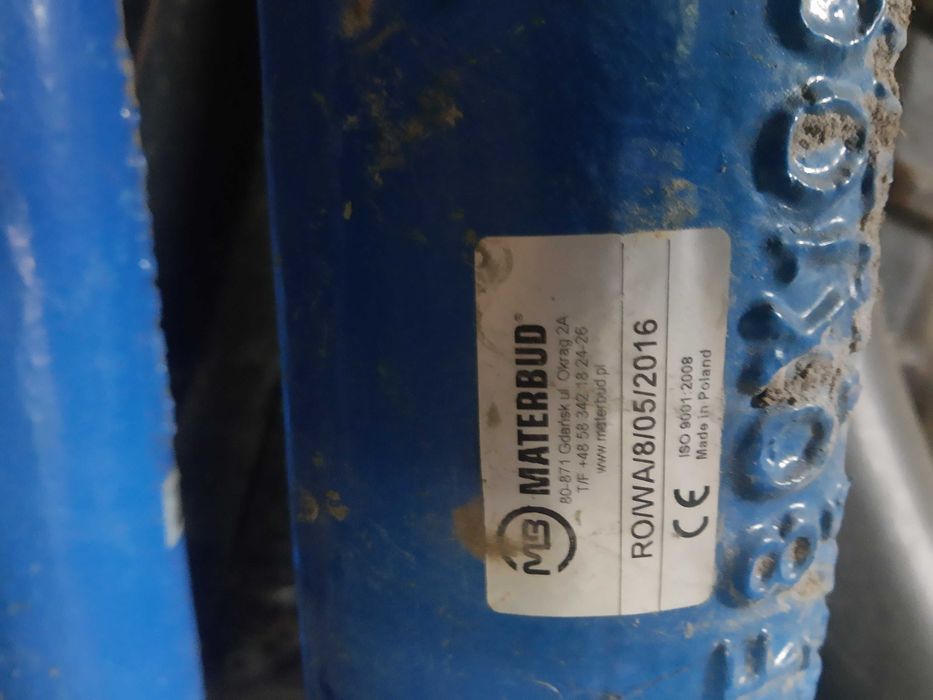 MB MATERBUD®
80-871 Gdańsk ul. Okrąg 2A
T/F +48 58 342 18 24-26
www.materbud.pl
RO/WA/8/05/2016
CE
ISO 9001:2008
Made in Poland